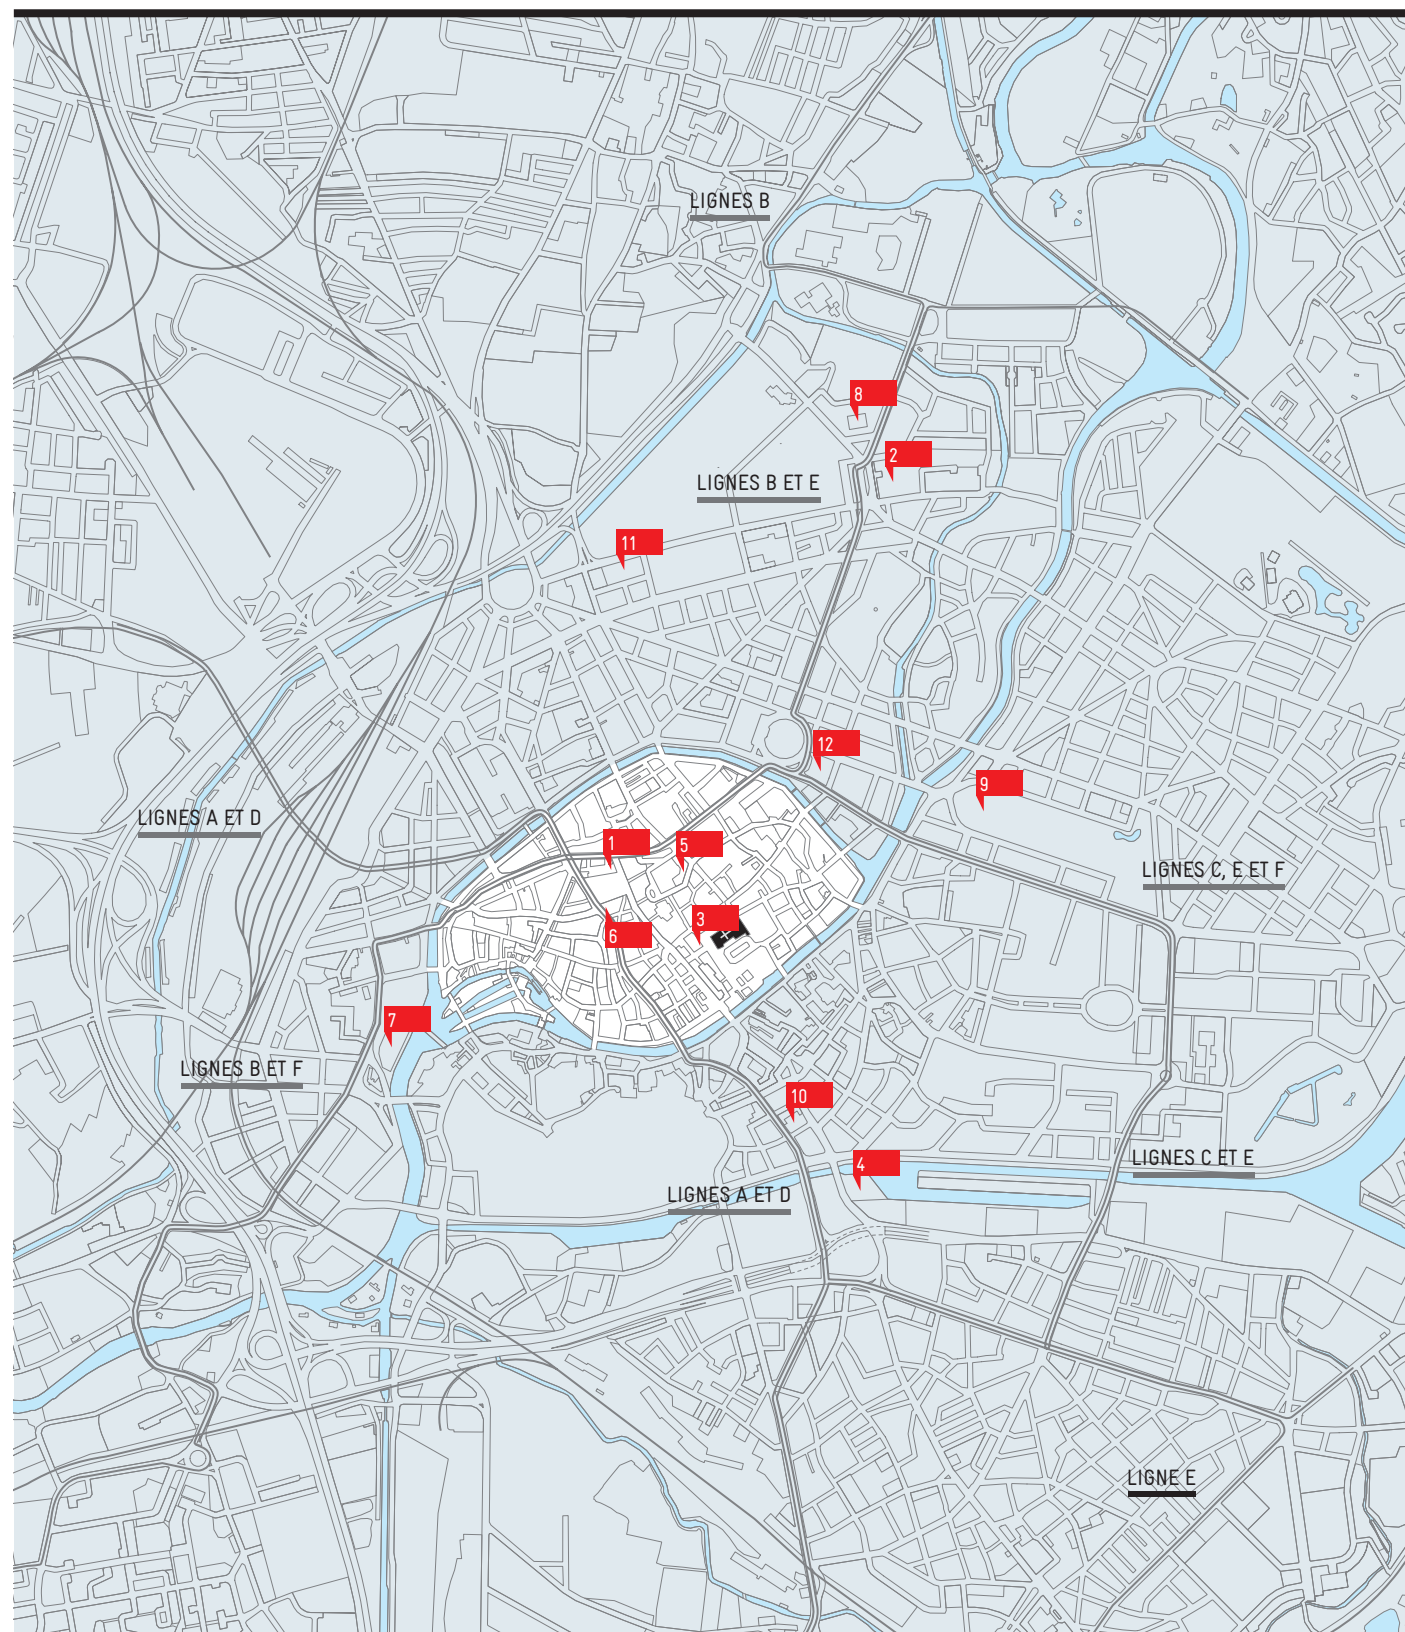 LIGNES B
8
2
LIGNES B ET E
11
12
9
LIGNES A ET D
1
5
LIGNES C, E ET F
3
6
7
LIGNES B ET F
10
4
LIGNES C ET E
LIGNES A ET D
LIGNE E